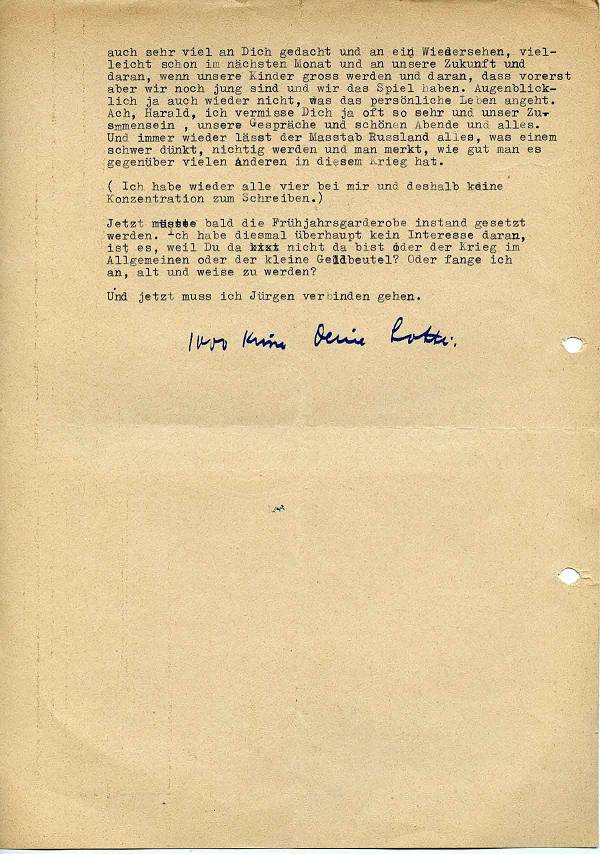 auch sehr viel an Dich gedacht und an ein Wiedersehen, viel-
leicht schon im nächsten Monat und an unsere Zukunft und
daran, wenn unsere Kinder gross werden und daran, dass vorerst
aber wir noch jung sind und wir das Spiel haben. Augenblick-
lich ja auch wieder nicht, was das persönliche Leben angeht.
Ach, Harald, ich vermisse Dich ja oft so sehr und unser Zu-
smmensein , unsere Gespräche und schönen Abende und alles.
Und immer wieder lässt der Masstab Russland alles, was einem
schwer dünkt, nichtig werden und man merkt, wie gut man es
gegenüber vielen anderen in diesem Krieg hat.
( Ich habe wieder alle vier bei mir und deshalb keine
Konzentration zum Schreiben.)
Jetzt müsste bald die Frühjahrsgarderobe instand gesetzt
werden. Ich habe diesmal überhaupt kein Interesse daran,
ist es, weil Du da nicht da bist oder der Krieg im
Allgemeinen oder der kleine Geldbeutel? Oder fange ich
an, alt und weise zu werden?
Und jetzt muss ich Jürgen verbinden gehen.
1000 Küsse Deine Lotte.